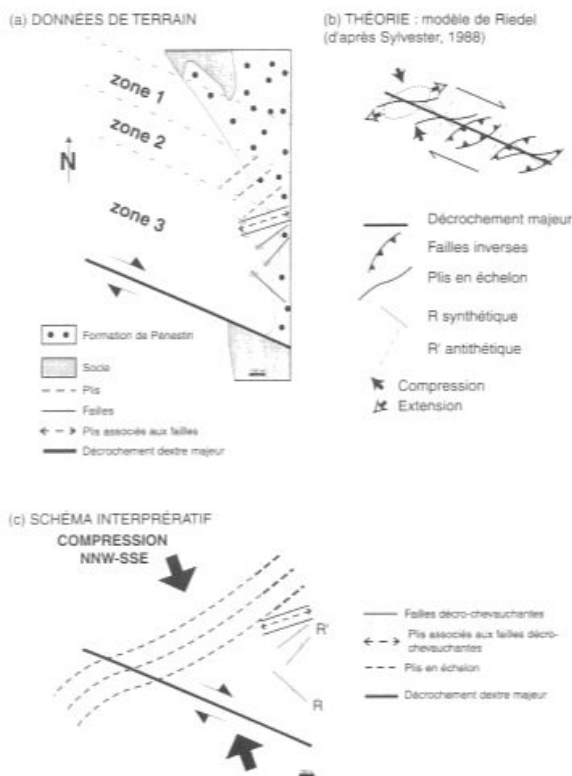 (a) DONNÉES DE TERRAIN
zone 1
zone 2
zone 3
N
Formation de Pénestin
Socle
Plis
Failles
Plis associés aux failles
Décrochement dextre majeur
(b) THÉORIE : modèle de Riedel
(d'après Sylvester, 1988)
Décrochement majeur
Failles inverses
Plis en échelon
R synthétique
R' antithétique
Compression
Extension
(c) SCHÉMA INTERPRÉRATIF
COMPRESSION
NNW-SSE
R'
R
Failles décro-chevauchantes
Plis associés aux failles décro-
chevauchantes
Plis en échelon
Décrochement dextre majeur